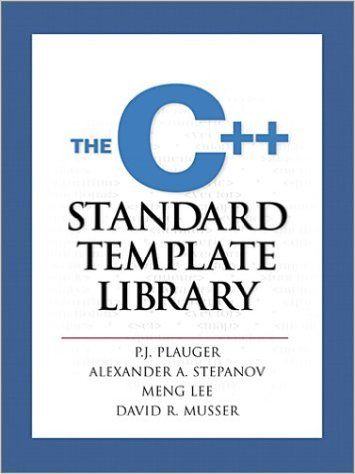 THE C++
STANDARD
TEMPLATE
LIBRARY
P.J. PLAUGER
ALEXANDER A. STEPANOV
MENG LEE
DAVID R. MUSSER